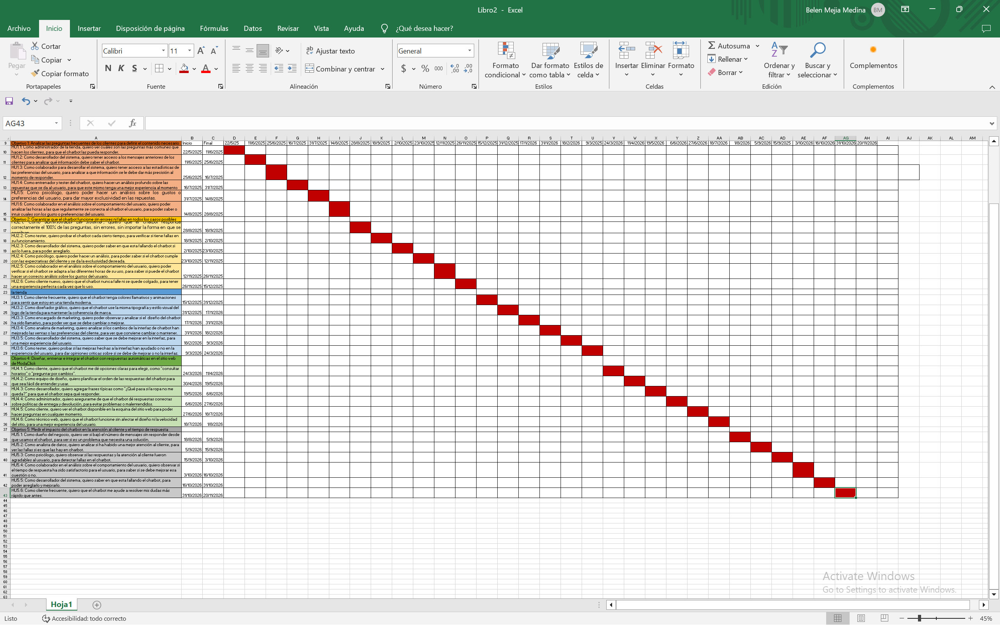 Libro2 - Excel
Belen Mejia Medina BM
Archivo Inicio Insertar Disposición de página Fórmulas Datos Revisar Vista Ayuda ¿Qué desea hacer?
Pegar
Cortar
Copiar
Copiar formato
Portapapeles
Calibri 11
N K S
Fuente
Ajustar texto
Combinar y centrar
Alineación
General
$ % 000
Número
Formato condicional
Dar formato como tabla
Estilos de celda
Estilos
Insertar Eliminar Formato
Celdas
Autosuma
Rellenar
Borrar
Ordenar y filtrar
Buscar y seleccionar
Edición
Complementos
Complementos
AG43 fx
A B C D E F G H I J K L M N O P Q R S T U V W X Y Z AA AB AC AD AE AF AG AH AI AJ AK AL AM
9 Objetivo 1: Analizar las preguntas frecuentes de los clientes para definir el contenido necesario Inicio Final 22/5/25 11/6/2025 25/6/2025 16/7/2025 31/7/2025 14/8/2025 28/8/2025 18/9/2025 2/10/2025 23/10/2025 12/11/2025 26/11/2025 15/12/2025 31/12/2025 17/1/2026 31/1/2026 18/2/2026 9/3/2026 24/3/2026 11/4/2026 19/5/2026 6/6/2026 27/6/2026 18/7/2026 1/8/2026 5/9/2026 15/9/2025 3/10/2026 16/10/2026 31/10/2026 20/11/2026
HU1.1: Como administrador de la tienda, quiero ver cuáles son las preguntas más comunes que
10 hacen los clientes, para que el chatbot las pueda responder. 22/5/2025 11/6/2025
HU1.2: Como desarrollador del sistema, quiero tener acceso a los mensajes anteriores de los
11 clientes para analizar qué información debe saber el chatbot. 11/6/2025 25/6/2025
HU1.3: Como colaborador para desarrollar el sistema, quiero tener acceso a las estadísticas de
las preferencias del usuario, para analizar a que información se le debe dar más precisión al
12 momento de responder. 25/6/2025 16/7/2025
HU1.4: Como entrenador y tester del chatbot, quiero hacer un análisis profundo sobre las
13 repuestas que se da al usuario, para que este mismo tenga una mejor experiencia al momento 16/7/2025 31/7/2025
HU1.5: Como psicólogo, quiero poder hacer un análisis sobre los gustos o
14 preferencias del usuario, para dar mayor exclusividad en las repuestas. 31/7/2025 14/8/2025
HU1.6: Como colaborador en el análisis sobre el comportamiento del usuario, quiero poder
analizar las horas a las que regularmente se conecta al chatbot el usuario, para poder saber o
15 intuir cuales son los gusto o preferencias del usuario. 14/8/2025 28/8/2025
16 Objetivo 2: Garantizar que el chatbot funcione sin errores ni fallas en todos los casos posibles
HU2.1: Como administrador del sistema, quiero que el chatbot responda
17 correctamente el 100% de las preguntas, sin errores, sin importar la forma en que se 28/8/2025 18/9/2025
HU2.2: Como tester, quiero probar el chatbot cada cierto tiempo, para verificar si tiene fallas en
18 su funcionamiento. 18/9/2025 2/10/2025
HU2.3: Como desarrollador del sistema, quiero poder saber en que esta fallando el chatbot si
19 asi lo fuera, para poder arreglarlo. 2/10/2025 23/10/2025
HU2.4: Como psicólogo, quiero poder hacer un análisis, para poder saber si el chatbot cumple
20 con las expectativas del cliente y se da la exclusividad deseada. 23/10/2025 12/11/2025
HU2.5: Como colaborador en el análisis sobre el comportamiento del usuario, quiero poder
verificar si el chatbot se adapta a las diferentes horas de su uso, para saber si puede el chatbot
21 hacer un correcto análisis sobre los gustos del usuario. 12/11/2025 26/11/2025
HU2.6: Como cliente nuevo, quiero que el chatbot nunca falle ni se quede colgado, para tener
22 una experiencia perfecta cada vez que lo uso. 26/11/2025 15/12/2025
23 la tienda
HU3.1: Como cliente frecuente, quiero que el chatbot tenga colores llamativos y animaciones
24 para sentir que estoy en una tienda moderna. 15/12/2025 31/12/2025
HU3.2: Como diseñador gráfico, quiero que el chatbot use la misma tipografía y estilo visual del
25 logo de la tienda para mantener la coherencia de marca. 31/12/2025 17/1/2026
HU3.3: Como encargado de marketing, quiero poder observar y analizar si el diseño del chatbot
26 ha sido llamativo, para poder ver que se debe cambiar o mejorar. 17/1/2026 31/1/2026
HU3.4: Como analista de marketing, quiero analizar si los cambios de la interfaz de chatbot han
27 mejorado las ventas o las preferencias del cliente, para ver que conviene cambiar o mantener. 31/1/2026 18/2/2026
HU3.5: Como desarrollador del sistema, quiero saber que se debe mejorar en la interfaz, para
28 una mejor experiencia del usuario. 18/2/2026 9/3/2026
HU3.6: Como tester, quiero probar si las mejoras hechas a la interfaz han ayudado o no en la
29 experiencia del usuario, para dar opiniones criticas sobre si se debe de mejorar o no la interfaz. 9/3/2026 24/3/2026
Objetivo 4: Diseñar, entrenar e integrar el chatbot con respuestas automáticas en el sitio web
30 de ModaClick
HU4.1: Como cliente, quiero que el chatbot me dé opciones claras para elegir, como "consultar
31 horarios" o "preguntar por cambios". 24/3/2026 11/4/2026
HU4.2: Como equipo de diseño, quiero planificar el orden de las respuestas del chatbot para
32 que sea fácil de entender y usar. 30/4/2026 19/5/2026
HU4.3: Como desarrollador, quiero agregar frases típicas como "¿Qué pasa si la ropa no me
33 queda?" para que el chatbot sepa qué responder. 19/5/2026 6/6/2026
HU4.4: Como administrador, quiero asegurarme de que el chatbot dé respuestas correctas
34 sobre políticas de entrega y devolución, para evitar problemas o malentendidos. 6/6/2026 27/6/2026
HU4.5: Como cliente, quiero ver el chatbot disponible en la esquina del sitio web para poder
35 hacer preguntas en cualquier momento. 27/6/2026 18/7/2026
HU4.6: Como técnico web, quiero que el chatbot funcione sin afectar el diseño ni la velocidad
36 del sitio, para una mejor experiencia del usuario. 18/7/2026 1/8/2026
37 Objetivo 5: Medir el impacto del chatbot en la atención al cliente y el tiempo de respuesta
HU5.1: Como dueño del negocio, quiero ver si bajó el número de mensajes sin responder desde
38 que usamos el chatbot, para ver si es un problema que necesita una solución. 18/8/2026 5/9/2026
HU5.2: Como analista de datos, quiero analizar si ha habido una mejor atención al cliente, para
39 ver las fallas si es que las hay en chatbot. 5/9/2026 15/9/2026
HU5.3: Como psicólogo, quiero observar si las respuestas y la atención al cliente fueron
40 agradables al usuario, para detectar fallas en el chatbot. 15/9/2026 3/10/2026
HU5.4: Como colaborador en el análisis sobre el comportamiento del usuario, quiero observar si
el tiempo de respuesta ha sido satisfactorio para el usuario, para saber si se debe mejorar esa
41 cuestión o no. 3/10/2026 16/10/2026
HU5.5: Como desarrollador del sistema, quiero saber en que esta fallando el chatbot, para
42 poder arreglarlo y mejorarlo. 16/10/2026 31/10/2026
HU5.6: Como cliente frecuente, quiero que el chatbot me ayude a resolver mis dudas más
43 rápido que antes. 31/10/2026 20/11/2026
44
45
46
47
48
49
50
51
52
53
54
55
56
57
58
59
60
61
62
63
Activate Windows
Go to Settings to activate Windows.
Hoja1
Listo Accesibilidad: todo correcto 45%